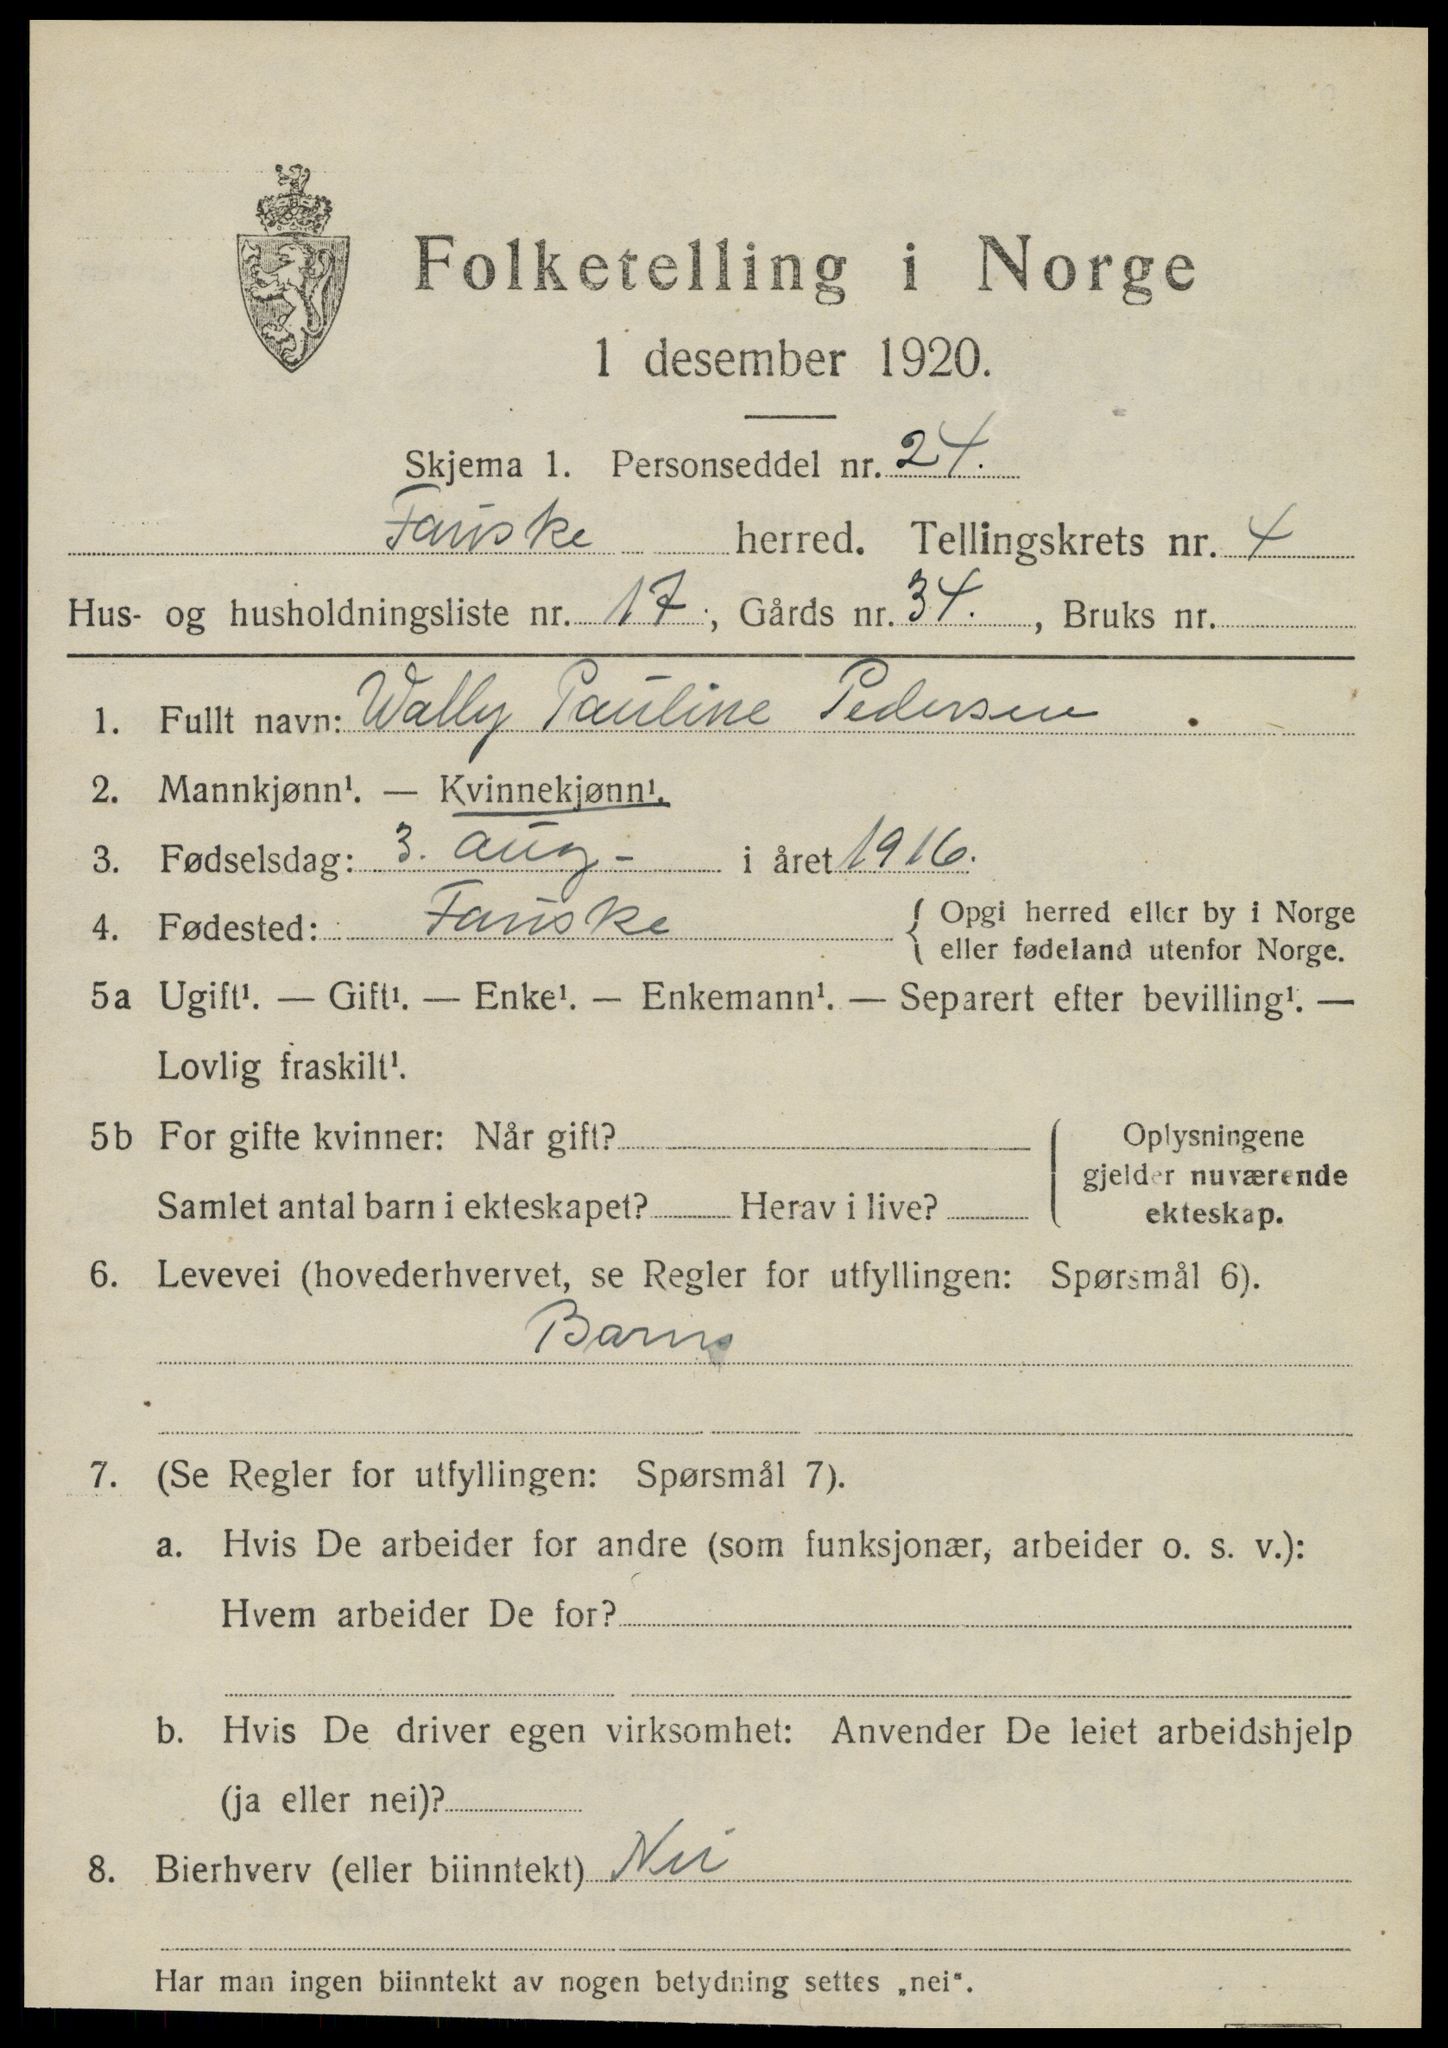 Folketelling i Norge
1 desember 1920.
Skjema 1. Personseddel nr. 24.
Fauske herred. Tellingskrets nr. 4
Hus- og husholdningsliste nr. 17, Gårds nr. 34., Bruks nr.
1. Fullt navn: Wally Pauline Pedersen
2. Mannkjønn¹. — Kvinnekjønn¹.
3. Fødselsdag: 3. aug - i året 1916.
4. Fødested: Fauske { Opgi herred eller by i Norge
eller fødeland utenfor Norge.
5a Ugift¹. — Gift¹. — Enke¹. — Enkemann¹. — Separert efter bevilling¹. —
Lovlig fraskilt¹.
5b For gifte kvinner: Når gift? { Oplysningene
gjelder nuværende
Samlet antal barn i ekteskapet? Herav i live? ekteskap.
6. Levevei (hovederhvervet, se Regler for utfyllingen: Spørsmål 6).
Barn
7. (Se Regler for utfyllingen: Spørsmål 7).
a. Hvis De arbeider for andre (som funksjonær, arbeider o. s. v.):
Hvem arbeider De for?
b. Hvis De driver egen virksomhet: Anvender De leiet arbeidshjelp
(ja eller nei)?
8. Bierhverv (eller biinntekt) Nei
Har man ingen biinntekt av nogen betydning settes „nei".